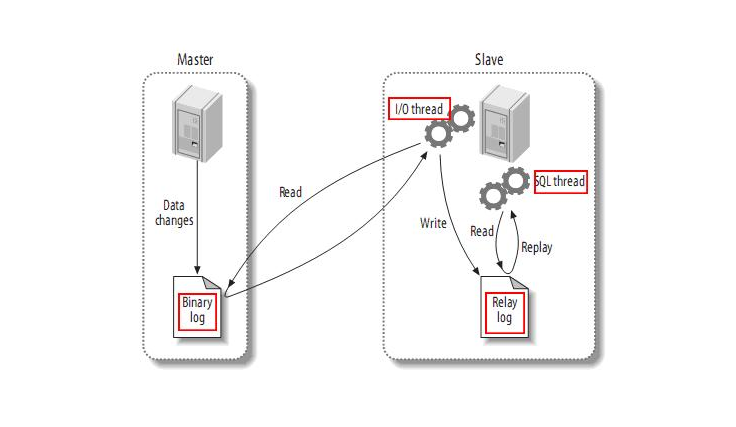 Master
Slave
I/O thread
SQL thread
Data
changes
Read
Write
Read
Replay
Binary
log
Relay
log